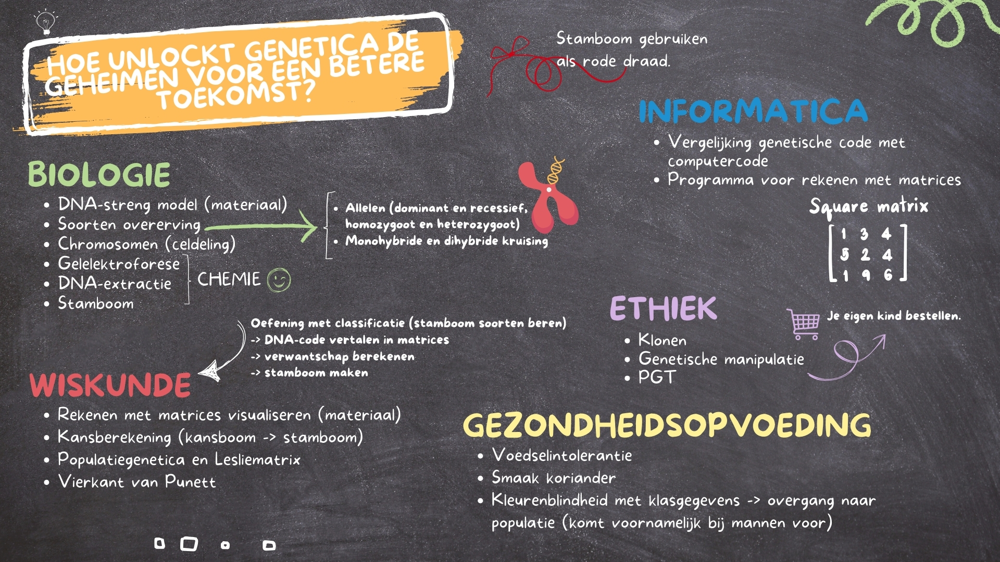 HOE UNLOCKT GENETICA DE
GEHEIMEN VOOR EEN BETERE
TOEKOMST?
Stamboom gebruiken
als rode draad.
BIOLOGIE
• DNA-streng model (materiaal)
• Soorten overerving
• Chromosomen (celdeling)
• Gelelektroforese
• DNA-extractie
• Stamboom
CHEMIE
• Allelen (dominant en recessief,
homozygoot en heterozygoot)
• Monohybride en dihybride kruising
INFORMATICA
• Vergelijking genetische code met
computercode
• Programma voor rekenen met matrices
Square matrix
1 3 4
5 2 4
1 9 6
Oefening met classificatie (stamboom soorten beren)
-> DNA-code vertalen in matrices
-> verwantschap berekenen
-> stamboom maken
WISKUNDE
• Rekenen met matrices visualiseren (materiaal)
• Kansberekening (kansboom -> stamboom)
• Populatiegenetica en Lesliematrix
• Vierkant van Punett
ETHIEK
• Klonen
• Genetische manipulatie
• PGT
Je eigen kind bestellen.
GEZONDHEIDSOPVOEDING
• Voedselintolerantie
• Smaak koriander
• Kleurenblindheid met klasgegevens -> overgang naar
populatie (komt voornamelijk bij mannen voor)